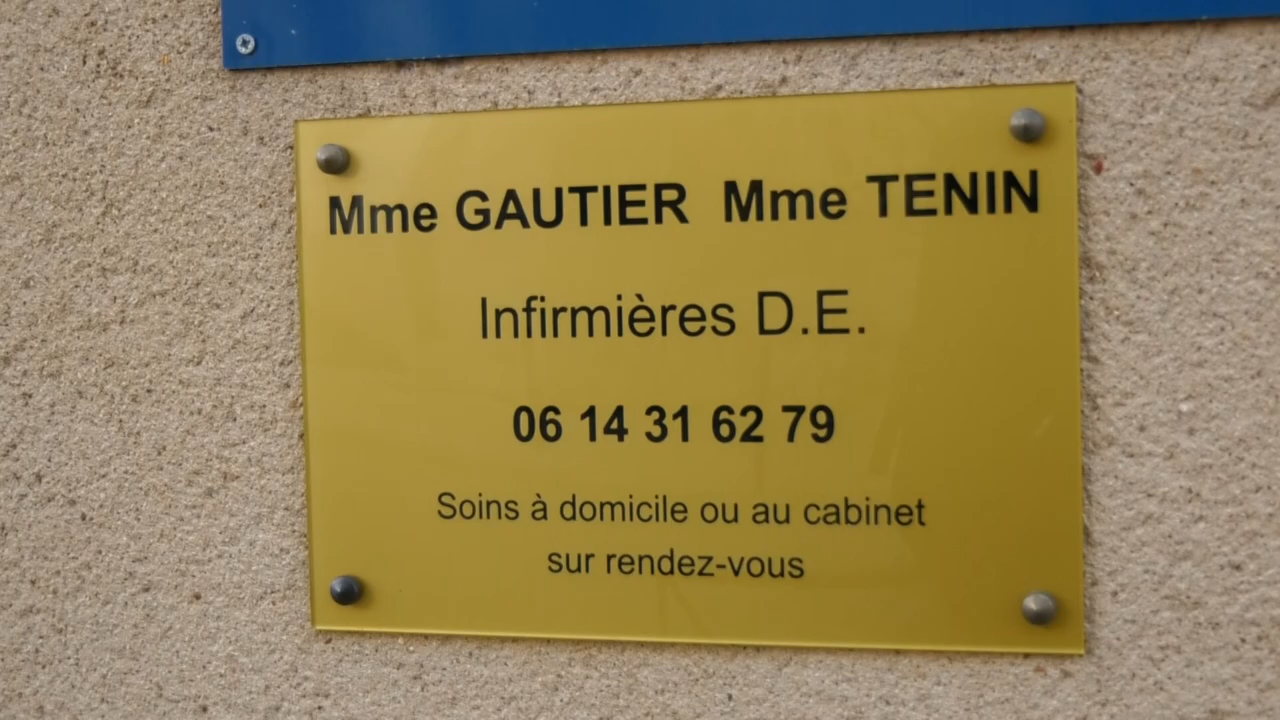 Mme GAUTIER Mme TENIN
Infirmières D.E.
06 14 31 62 79
Soins à domicile ou au cabinet
sur rendez-vous